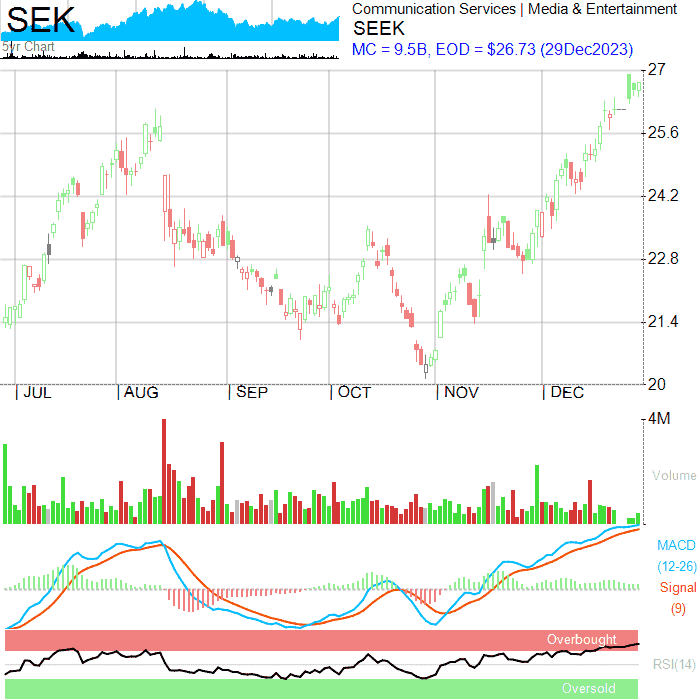 SEK
5yr Chart
Communication Services | Media & Entertainment
SEEK
MC = 9.5B, EOD = $26.73 (29Dec2023)
27
25.6
24.2
22.8
21.4
20
| JUL | AUG | SEP | OCT | NOV | DEC
4M
Volume
MACD
(12-26)
Signal
(9)
Overbought
RSI(14)
Oversold